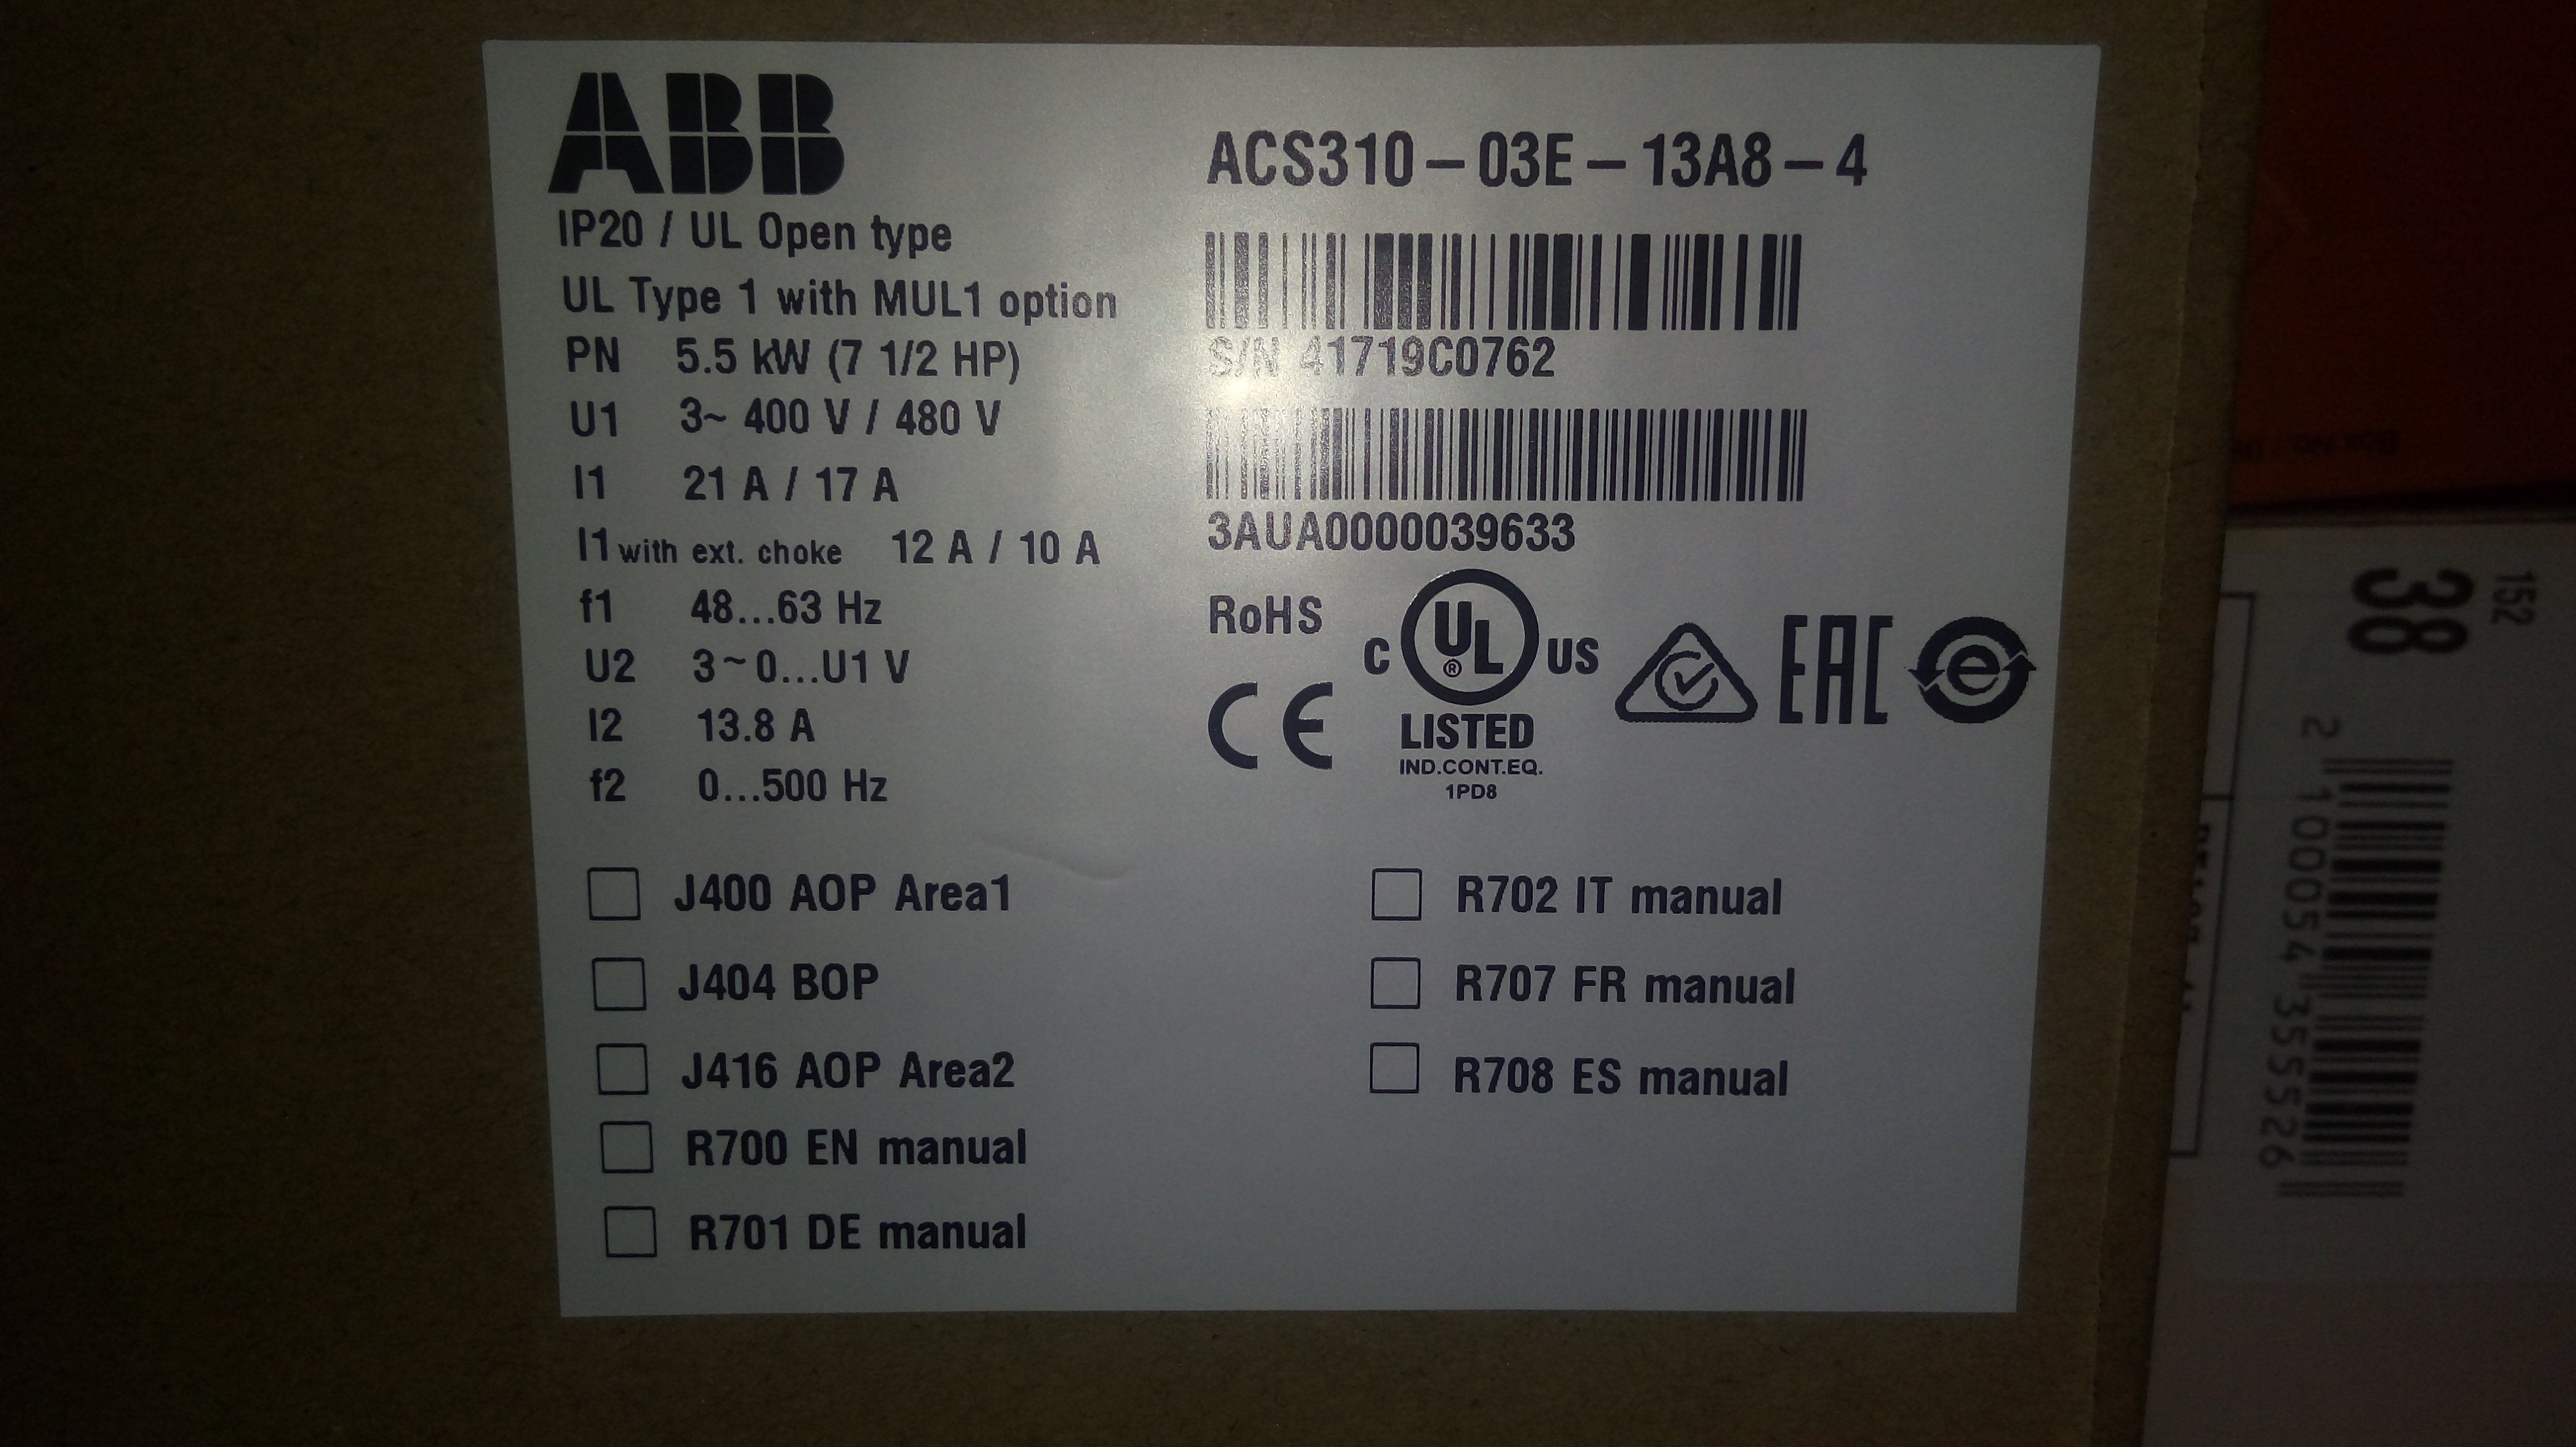 ABB
IP20 / UL Open type
UL Type 1 with MUL1 option
PN 5.5 kW (7 1/2 HP)
U1 3~ 400 V / 480 V
I1 21 A / 17 A
I1 with ext. choke 12 A / 10 A
f1 48...63 Hz
U2 3~0...U1 V
I2 13.8 A
f2 0...500 Hz
ACS310-03E-13A8-4
S/N 41719C0762
3AUA0000039633
RoHS
C UL ® US
CE
LISTED
IND.CONT.EQ.
1PD8
EAC
e
J400 AOP Area1
J404 BOP
J416 AOP Area2
R700 EN manual
R701 DE manual
R702 IT manual
R707 FR manual
R708 ES manual
152
38
2 100054 355526